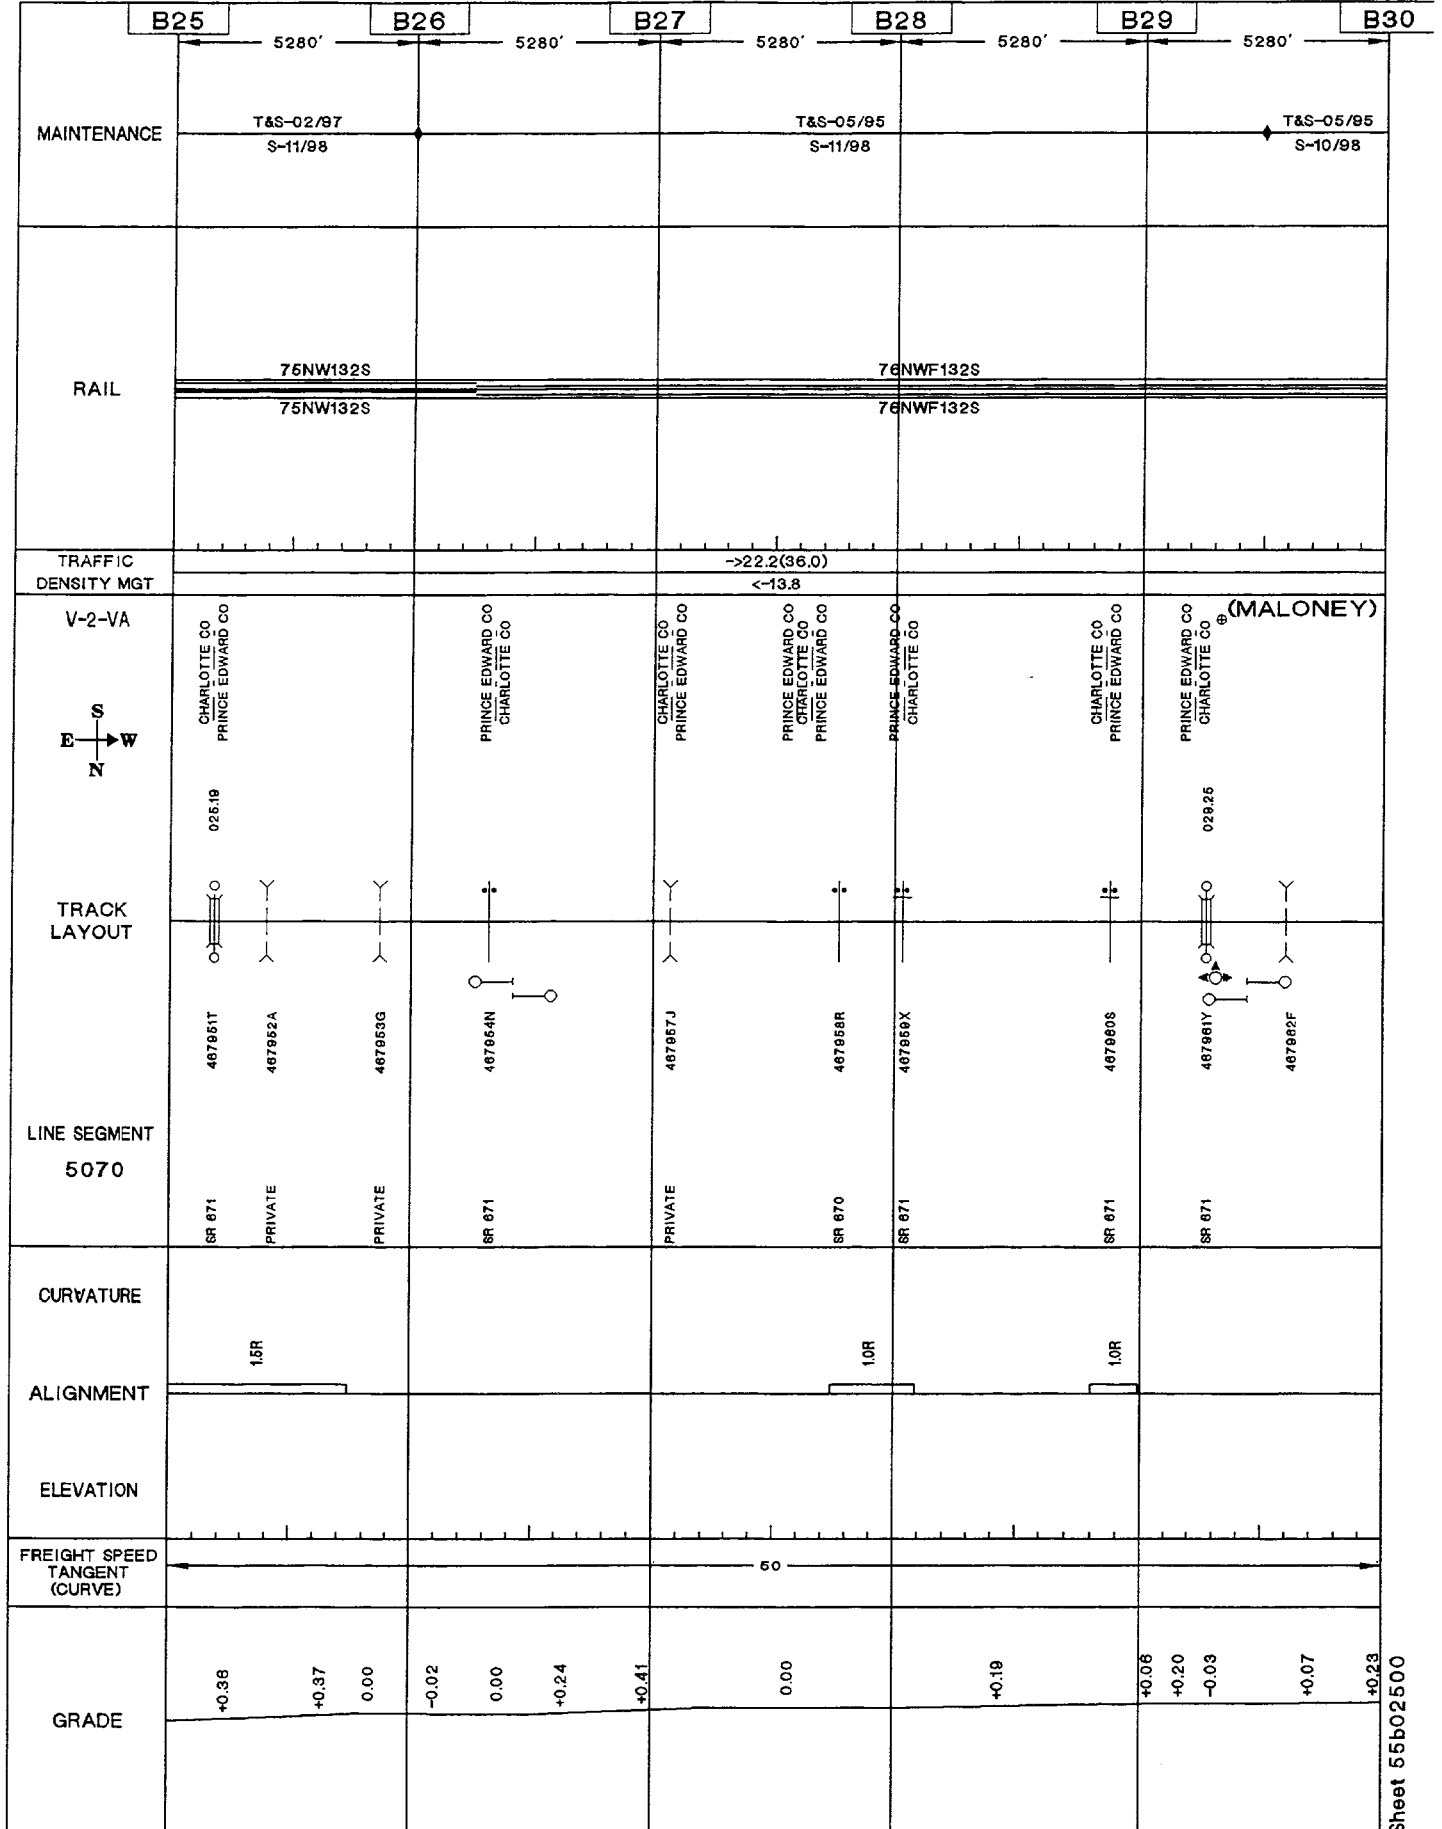 B25 B26 B27 B28 B29 B30
5280' 5280' 5280' 5280' 5280'
MAINTENANCE
T&S-02/97 T&S-05/95 T&S-05/95
S-11/98 S-11/98 S-10/98
RAIL
75NW132S 76NWF132S
75NW132S 76NWF132S
TRAFFIC
DENSITY MGT
->22.2(36.0)
<-13.8
V-2-VA
(MALONEY)
CHARLOTTE CO
PRINCE EDWARD CO
PRINCE EDWARD CO
CHARLOTTE CO
CHARLOTTE CO
PRINCE EDWARD CO
PRINCE EDWARD CO
CHARLOTTE CO
PRINCE EDWARD CO
PRINCE EDWARD CO
CHARLOTTE CO
CHARLOTTE CO
PRINCE EDWARD CO
PRINCE EDWARD CO
CHARLOTTE CO
S
E W
N
025.19 029.25
TRACK
LAYOUT
467951T 467952A 467953G 467954N 467957J 467958R 467959X 467960S 467961Y 467962F
LINE SEGMENT
5070
SR 671 PRIVATE PRIVATE SR 671 PRIVATE SR 670 SR 671 SR 671 SR 671
CURVATURE
1.5R 1.0R 1.0R
ALIGNMENT
ELEVATION
FREIGHT SPEED
TANGENT
(CURVE)
50
GRADE
+0.38 +0.37 0.00 -0.02 0.00 +0.24 +0.41 0.00 +0.19 +0.06 +0.20 -0.03 +0.07 +0.23
Sheet 55b02500